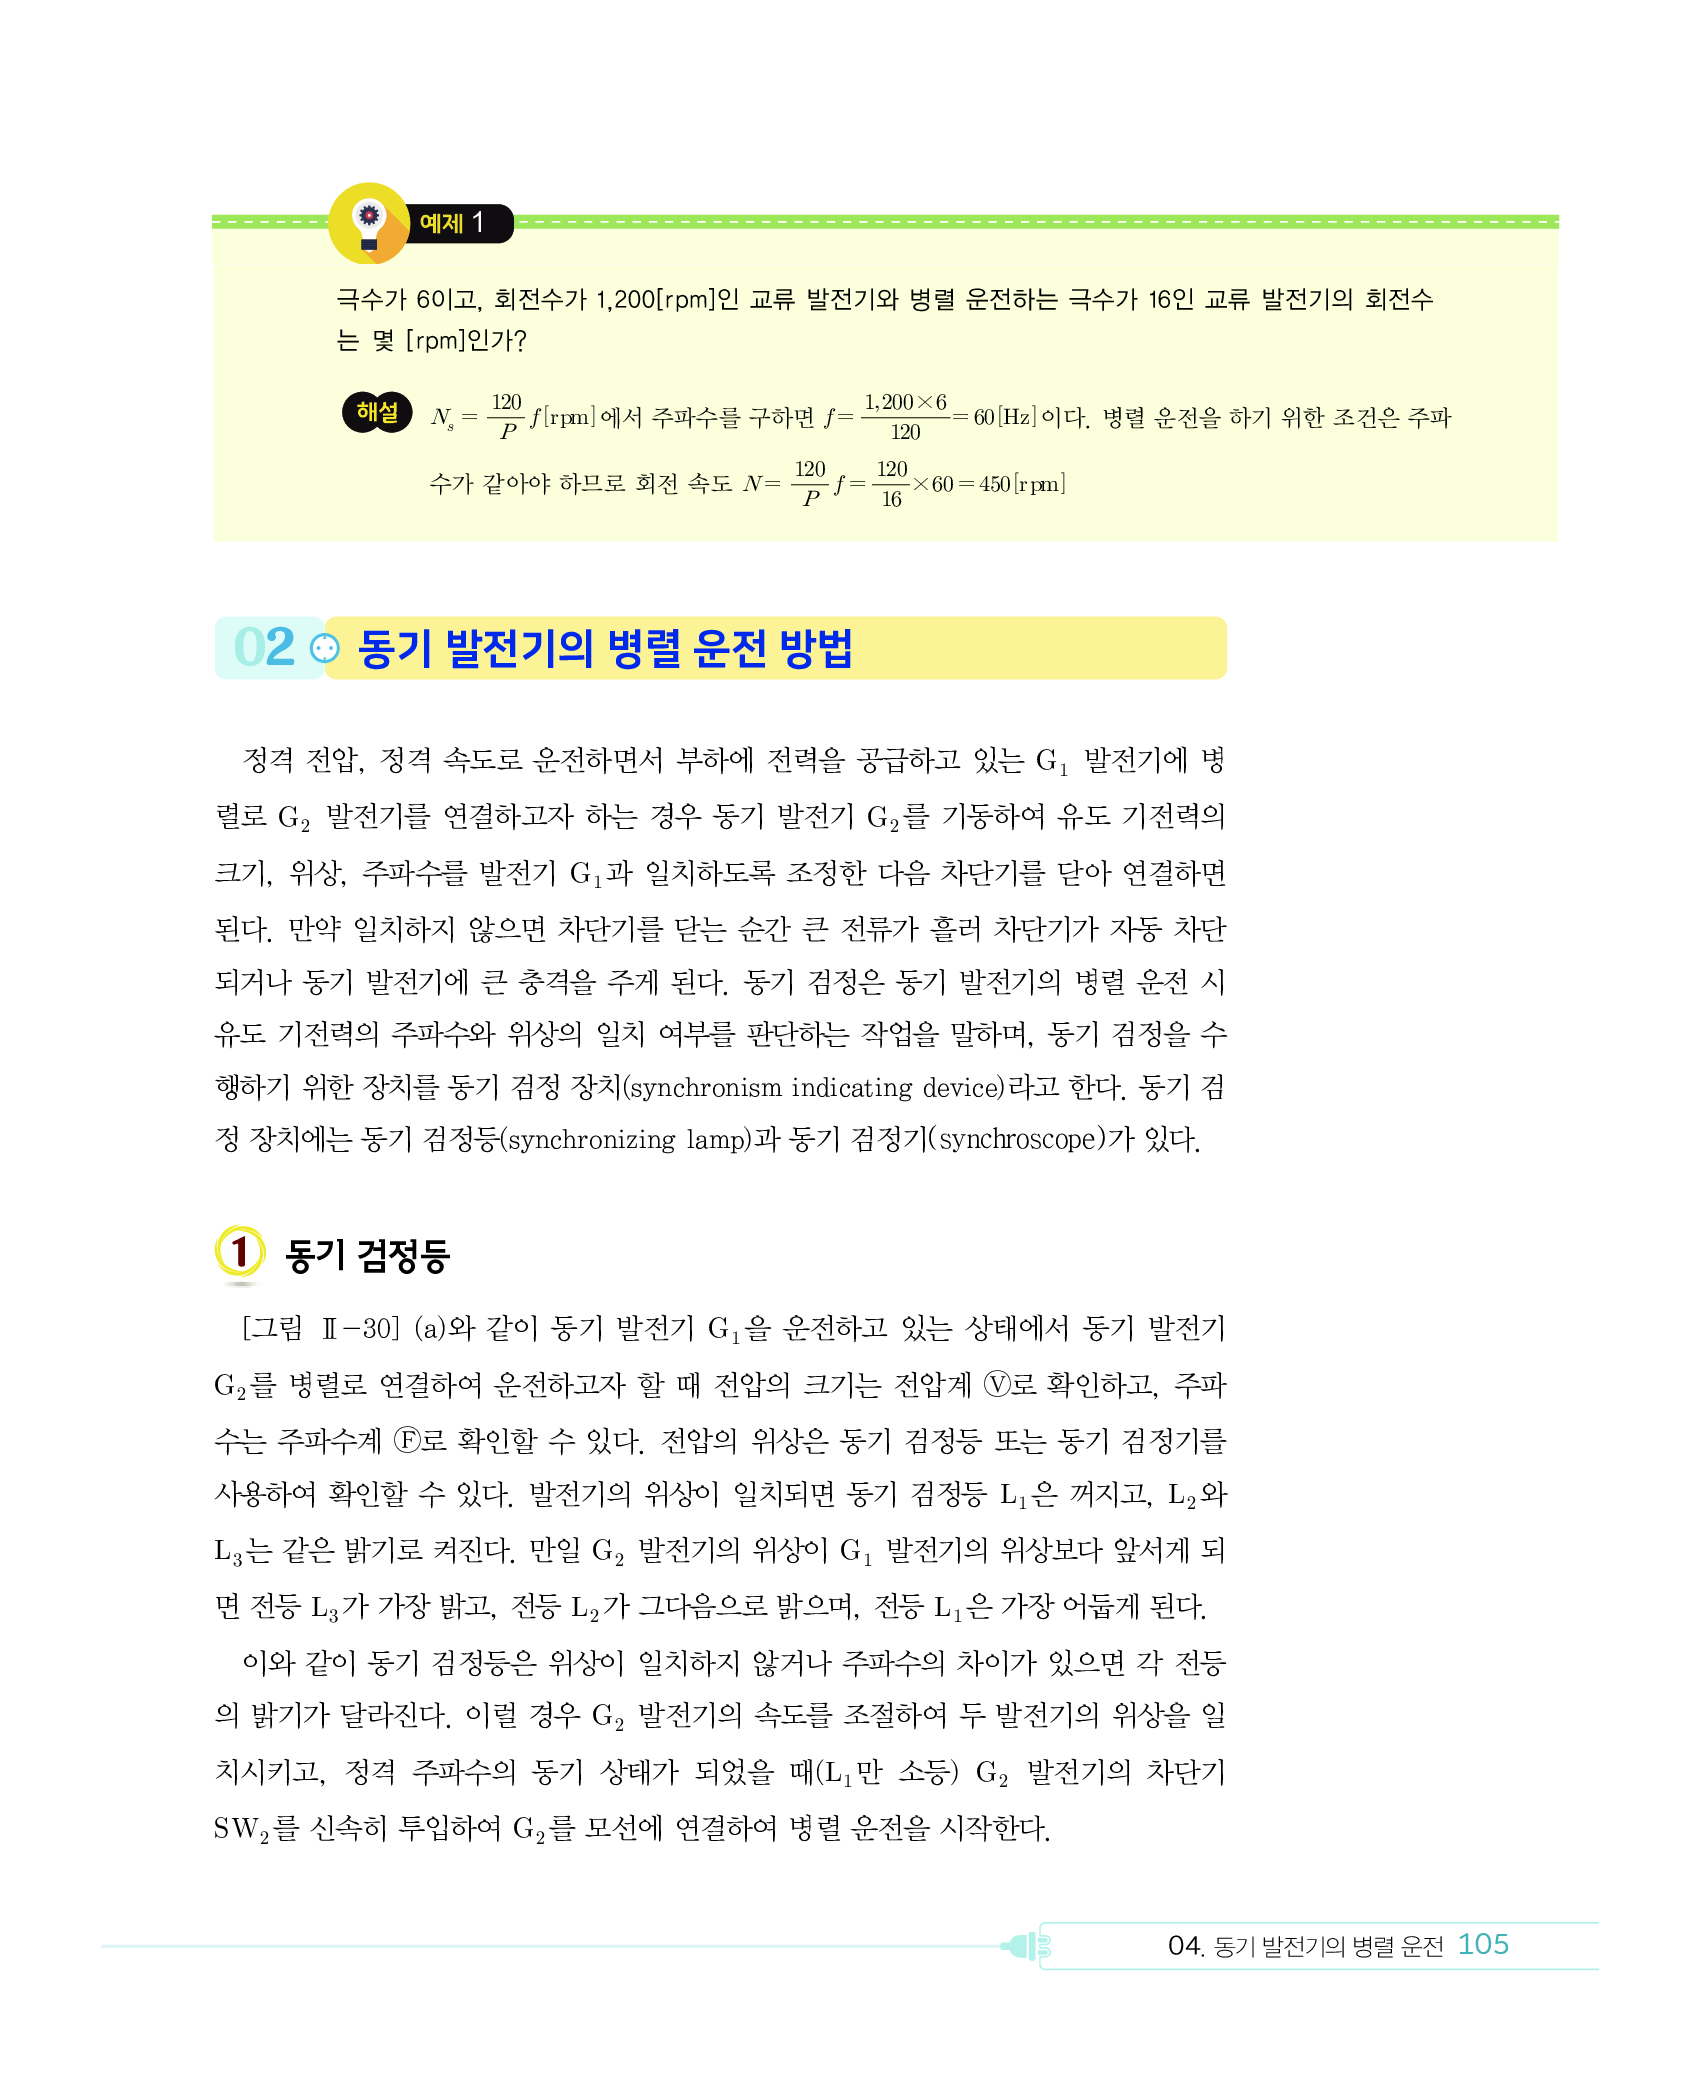 예제 1
극수가 6이고, 회전수가 1,200[rpm]인 교류 발전기와 병렬 운전하는 극수가 16인 교류 발전기의 회전수
는 몇 [rpm]인가?
해설 N_s = 120/P f[rpm]에서 주파수를 구하면 f = 1,200×6/120 = 60[Hz]이다. 병렬 운전을 하기 위한 조건은 주파
수가 같아야 하므로 회전 속도 N = 120/P f = 120/16 ×60 = 450[rpm]
02 동기 발전기의 병렬 운전 방법
정격 전압, 정격 속도로 운전하면서 부하에 전력을 공급하고 있는 G₁ 발전기에 병
렬로 G₂ 발전기를 연결하고자 하는 경우 동기 발전기 G₂를 기동하여 유도 기전력의
크기, 위상, 주파수를 발전기 G₁과 일치하도록 조정한 다음 차단기를 닫아 연결하면
된다. 만약 일치하지 않으면 차단기를 닫는 순간 큰 전류가 흘러 차단기가 자동 차단
되거나 동기 발전기에 큰 충격을 주게 된다. 동기 검정은 동기 발전기의 병렬 운전 시
유도 기전력의 주파수와 위상의 일치 여부를 판단하는 작업을 말하며, 동기 검정을 수
행하기 위한 장치를 동기 검정 장치(synchronism indicating device)라고 한다. 동기 검
정 장치에는 동기 검정등(synchronizing lamp)과 동기 검정기(synchroscope)가 있다.
1 동기 검정등
[그림 Ⅱ-30] (a)와 같이 동기 발전기 G₁을 운전하고 있는 상태에서 동기 발전기
G₂를 병렬로 연결하여 운전하고자 할 때 전압의 크기는 전압계 Ⓥ로 확인하고, 주파
수는 주파수계 Ⓕ로 확인할 수 있다. 전압의 위상은 동기 검정등 또는 동기 검정기를
사용하여 확인할 수 있다. 발전기의 위상이 일치되면 동기 검정등 L₁은 꺼지고, L₂와
L₃는 같은 밝기로 켜진다. 만일 G₂ 발전기의 위상이 G₁ 발전기의 위상보다 앞서게 되
면 전등 L₃가 가장 밝고, 전등 L₂가 그다음으로 밝으며, 전등 L₁은 가장 어둡게 된다.
이와 같이 동기 검정등은 위상이 일치하지 않거나 주파수의 차이가 있으면 각 전등
의 밝기가 달라진다. 이럴 경우 G₂ 발전기의 속도를 조절하여 두 발전기의 위상을 일
치시키고, 정격 주파수의 동기 상태가 되었을 때(L₁만 소등) G₂ 발전기의 차단기
SW₂를 신속히 투입하여 G₂를 모선에 연결하여 병렬 운전을 시작한다.
04. 동기 발전기의 병렬 운전 105